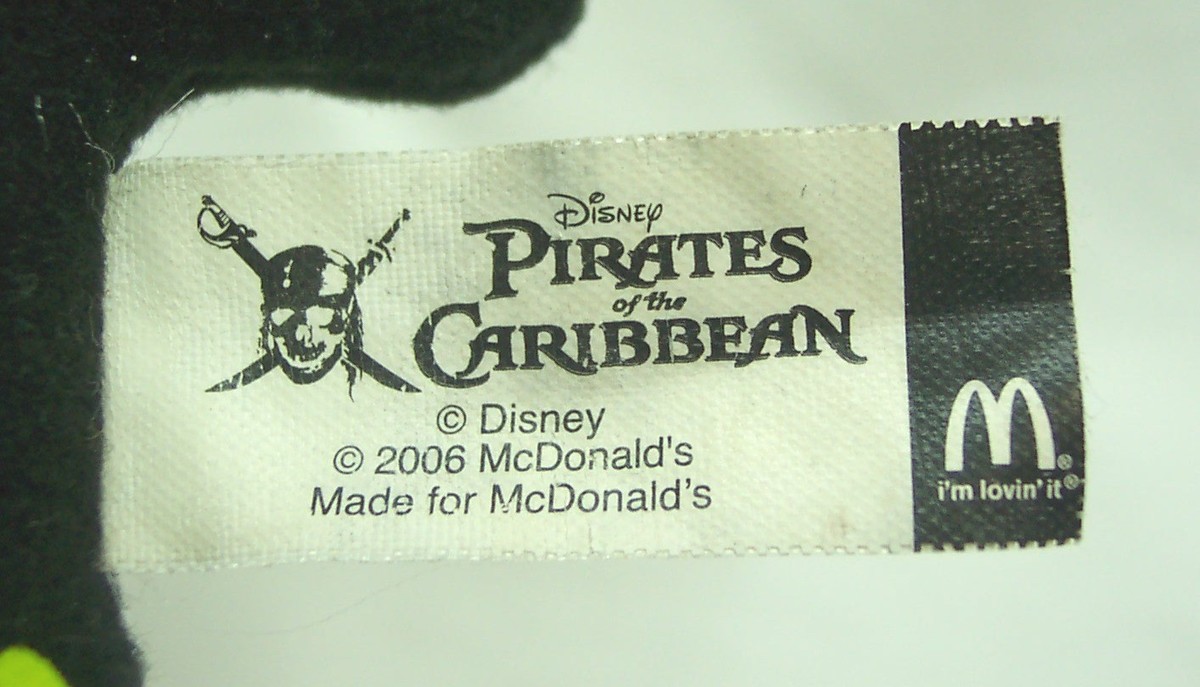 Disney
PIRATES
of the
CARIBBEAN
© Disney
© 2006 McDonald's
Made for McDonald's
M®
i'm lovin' it®